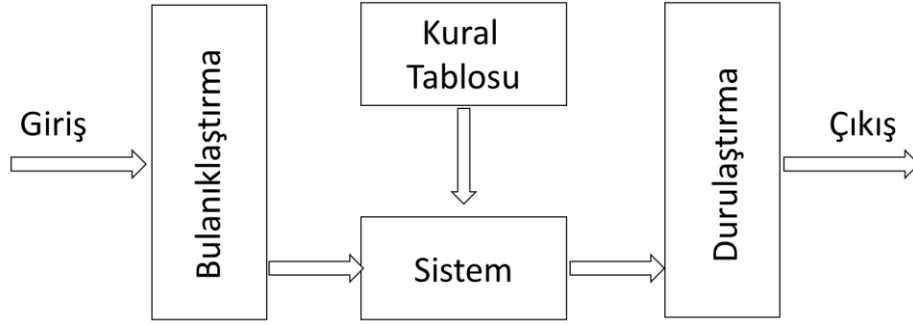 Giriş
Bulanıklaştırma
Kural
Tablosu
Sistem
Durulaştırma
Çıkış